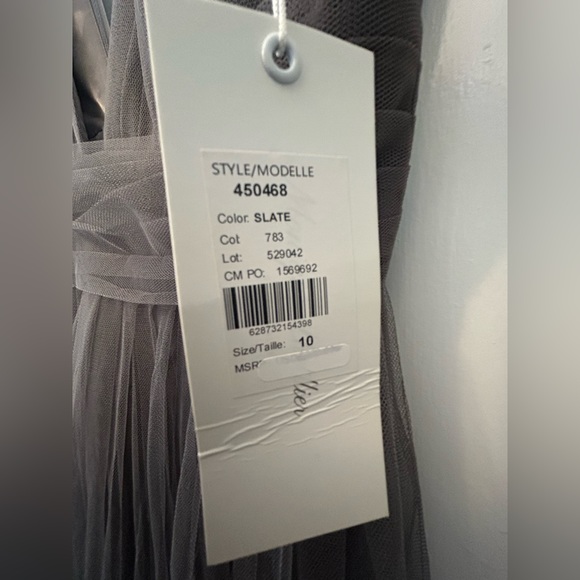 STYLE/MODELLE
450468
Color: SLATE
Col: 783
Lot: 529042
CM PO: 1569692
628732154398
Size/Taille: 10